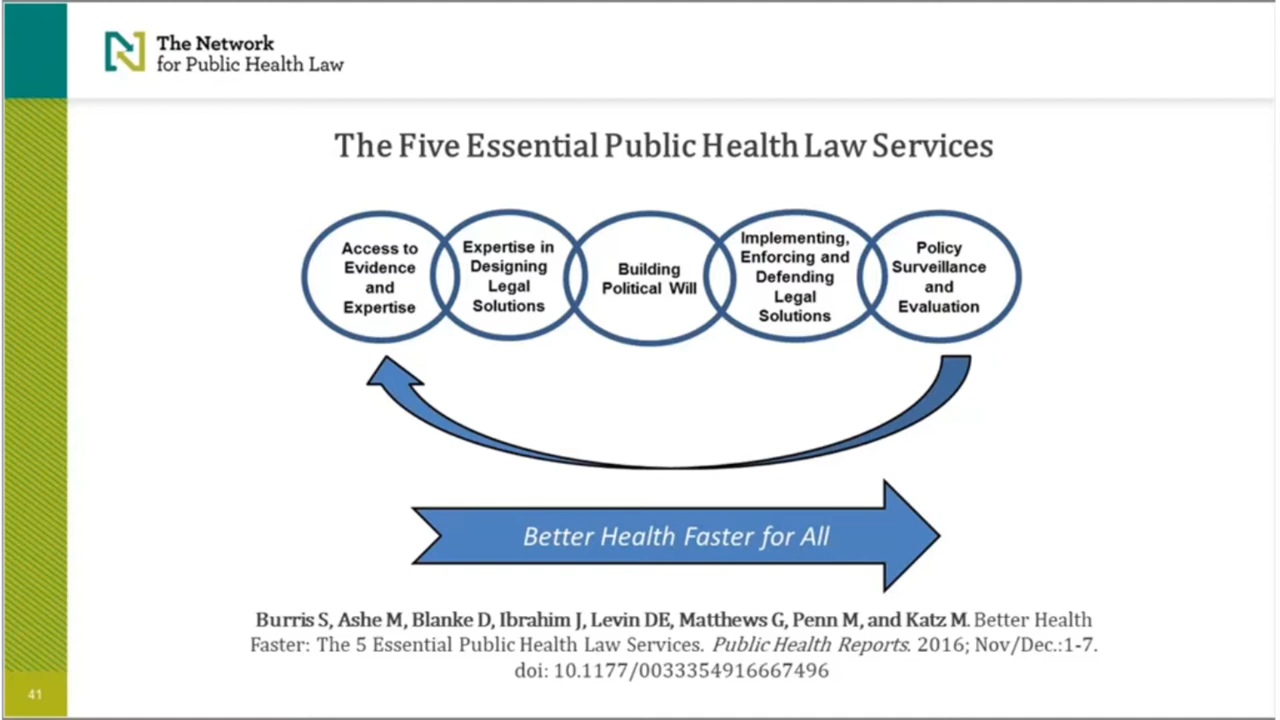 The Network
for Public Health Law
The Five Essential Public Health Law Services
Access to
Evidence
and
Expertise
Expertise in
Designing
Legal
Solutions
Building
Political Will
Implementing,
Enforcing and
Defending
Legal
Solutions
Policy
Surveillance
and
Evaluation
Better Health Faster for All
Burris S, Ashe M, Blanke D, Ibrahim J, Levin DE, Matthews G, Penn M, and Katz M. Better Health
Faster: The 5 Essential Public Health Law Services. Public Health Reports. 2016; Nov/Dec.:1-7.
doi: 10.1177/0033354916667496
41